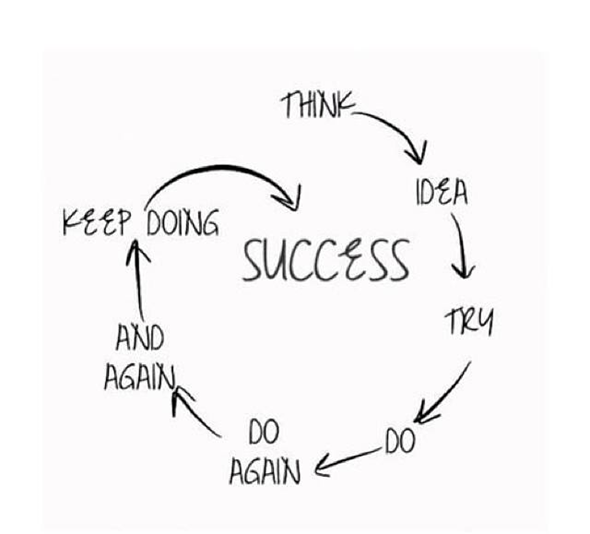 THINK
IDEA
TRY
DO
DO
AGAIN
AND
AGAIN
KEEP DOING
SUCCESS